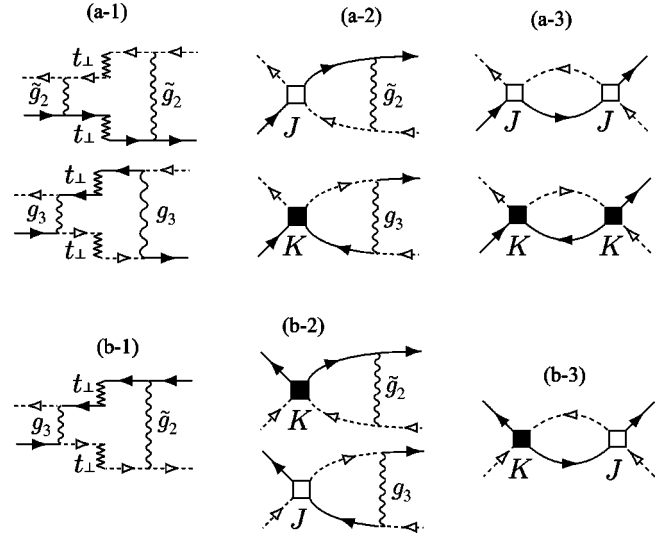 (a-1) (a-2) (a-3)
t⊥
g̃₂ g̃₂ g̃₂
t⊥ J J J
t⊥
g₃ g₃ g₃
t⊥ K K K
(b-1) (b-2) (b-3)
t⊥ g̃₂
g₃ g̃₂ K
t⊥ g₃ K J
J